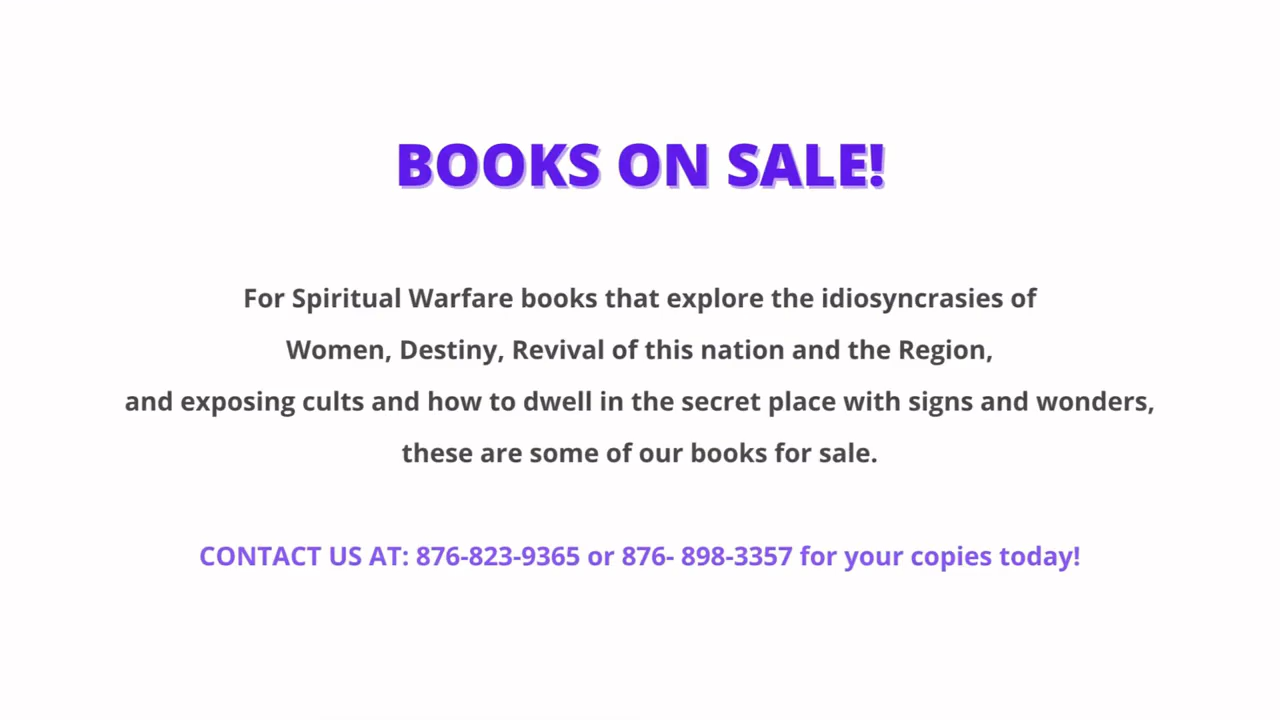 BOOKS ON SALE!
For Spiritual Warfare books that explore the idiosyncrasies of
Women, Destiny, Revival of this nation and the Region,
and exposing cults and how to dwell in the secret place with signs and wonders,
these are some of our books for sale.
CONTACT US AT: 876-823-9365 or 876- 898-3357 for your copies today!